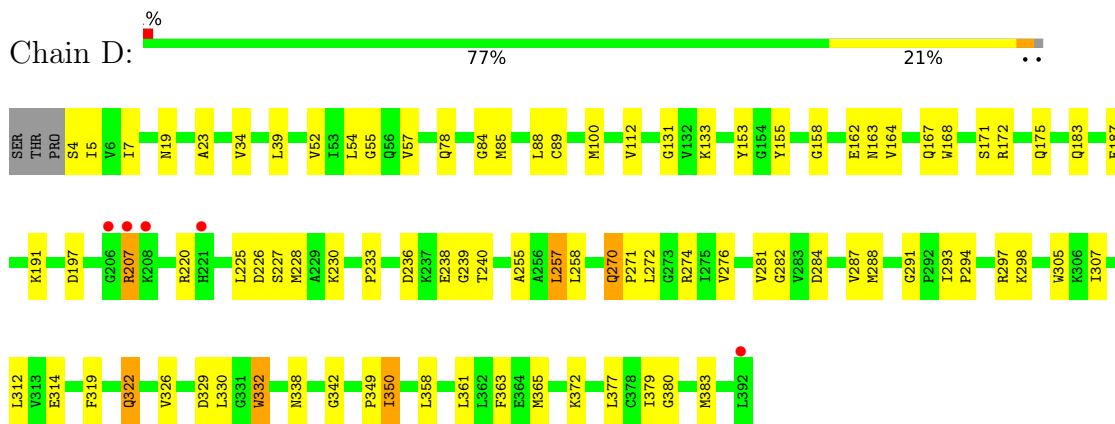 .%
Chain D:
77% 21% • •
SER THR PRO S4 I5 V6 I7 N19 A23 V34 L39 V52 I53 L54 G55 Q56 V57 Q78 G84 M85 L88 C89 M100 V112 G131 V132 K133 Y153 G154 Y155 G158 E162 N163 V164 Q167 W168 S171 R172 Q175 Q183 E187
K191 D197 G206 R207 K208 R220 H221 L225 D226 S227 M228 A229 K230 P233 D236 K237 E238 G239 T240 A255 A256 L257 L258 Q270 P271 L272 G273 R274 I275 V276 V281 G282 V283 D284 V287 M288 G291 P292 I293 P294 R297 K298 W305 K306 I307
L312 V313 E314 F319 Q322 V326 D329 L330 G331 W332 N338 G342 P349 I350 L358 L361 L362 F363 E364 M365 K372 L377 C378 I379 G380 M383 L392